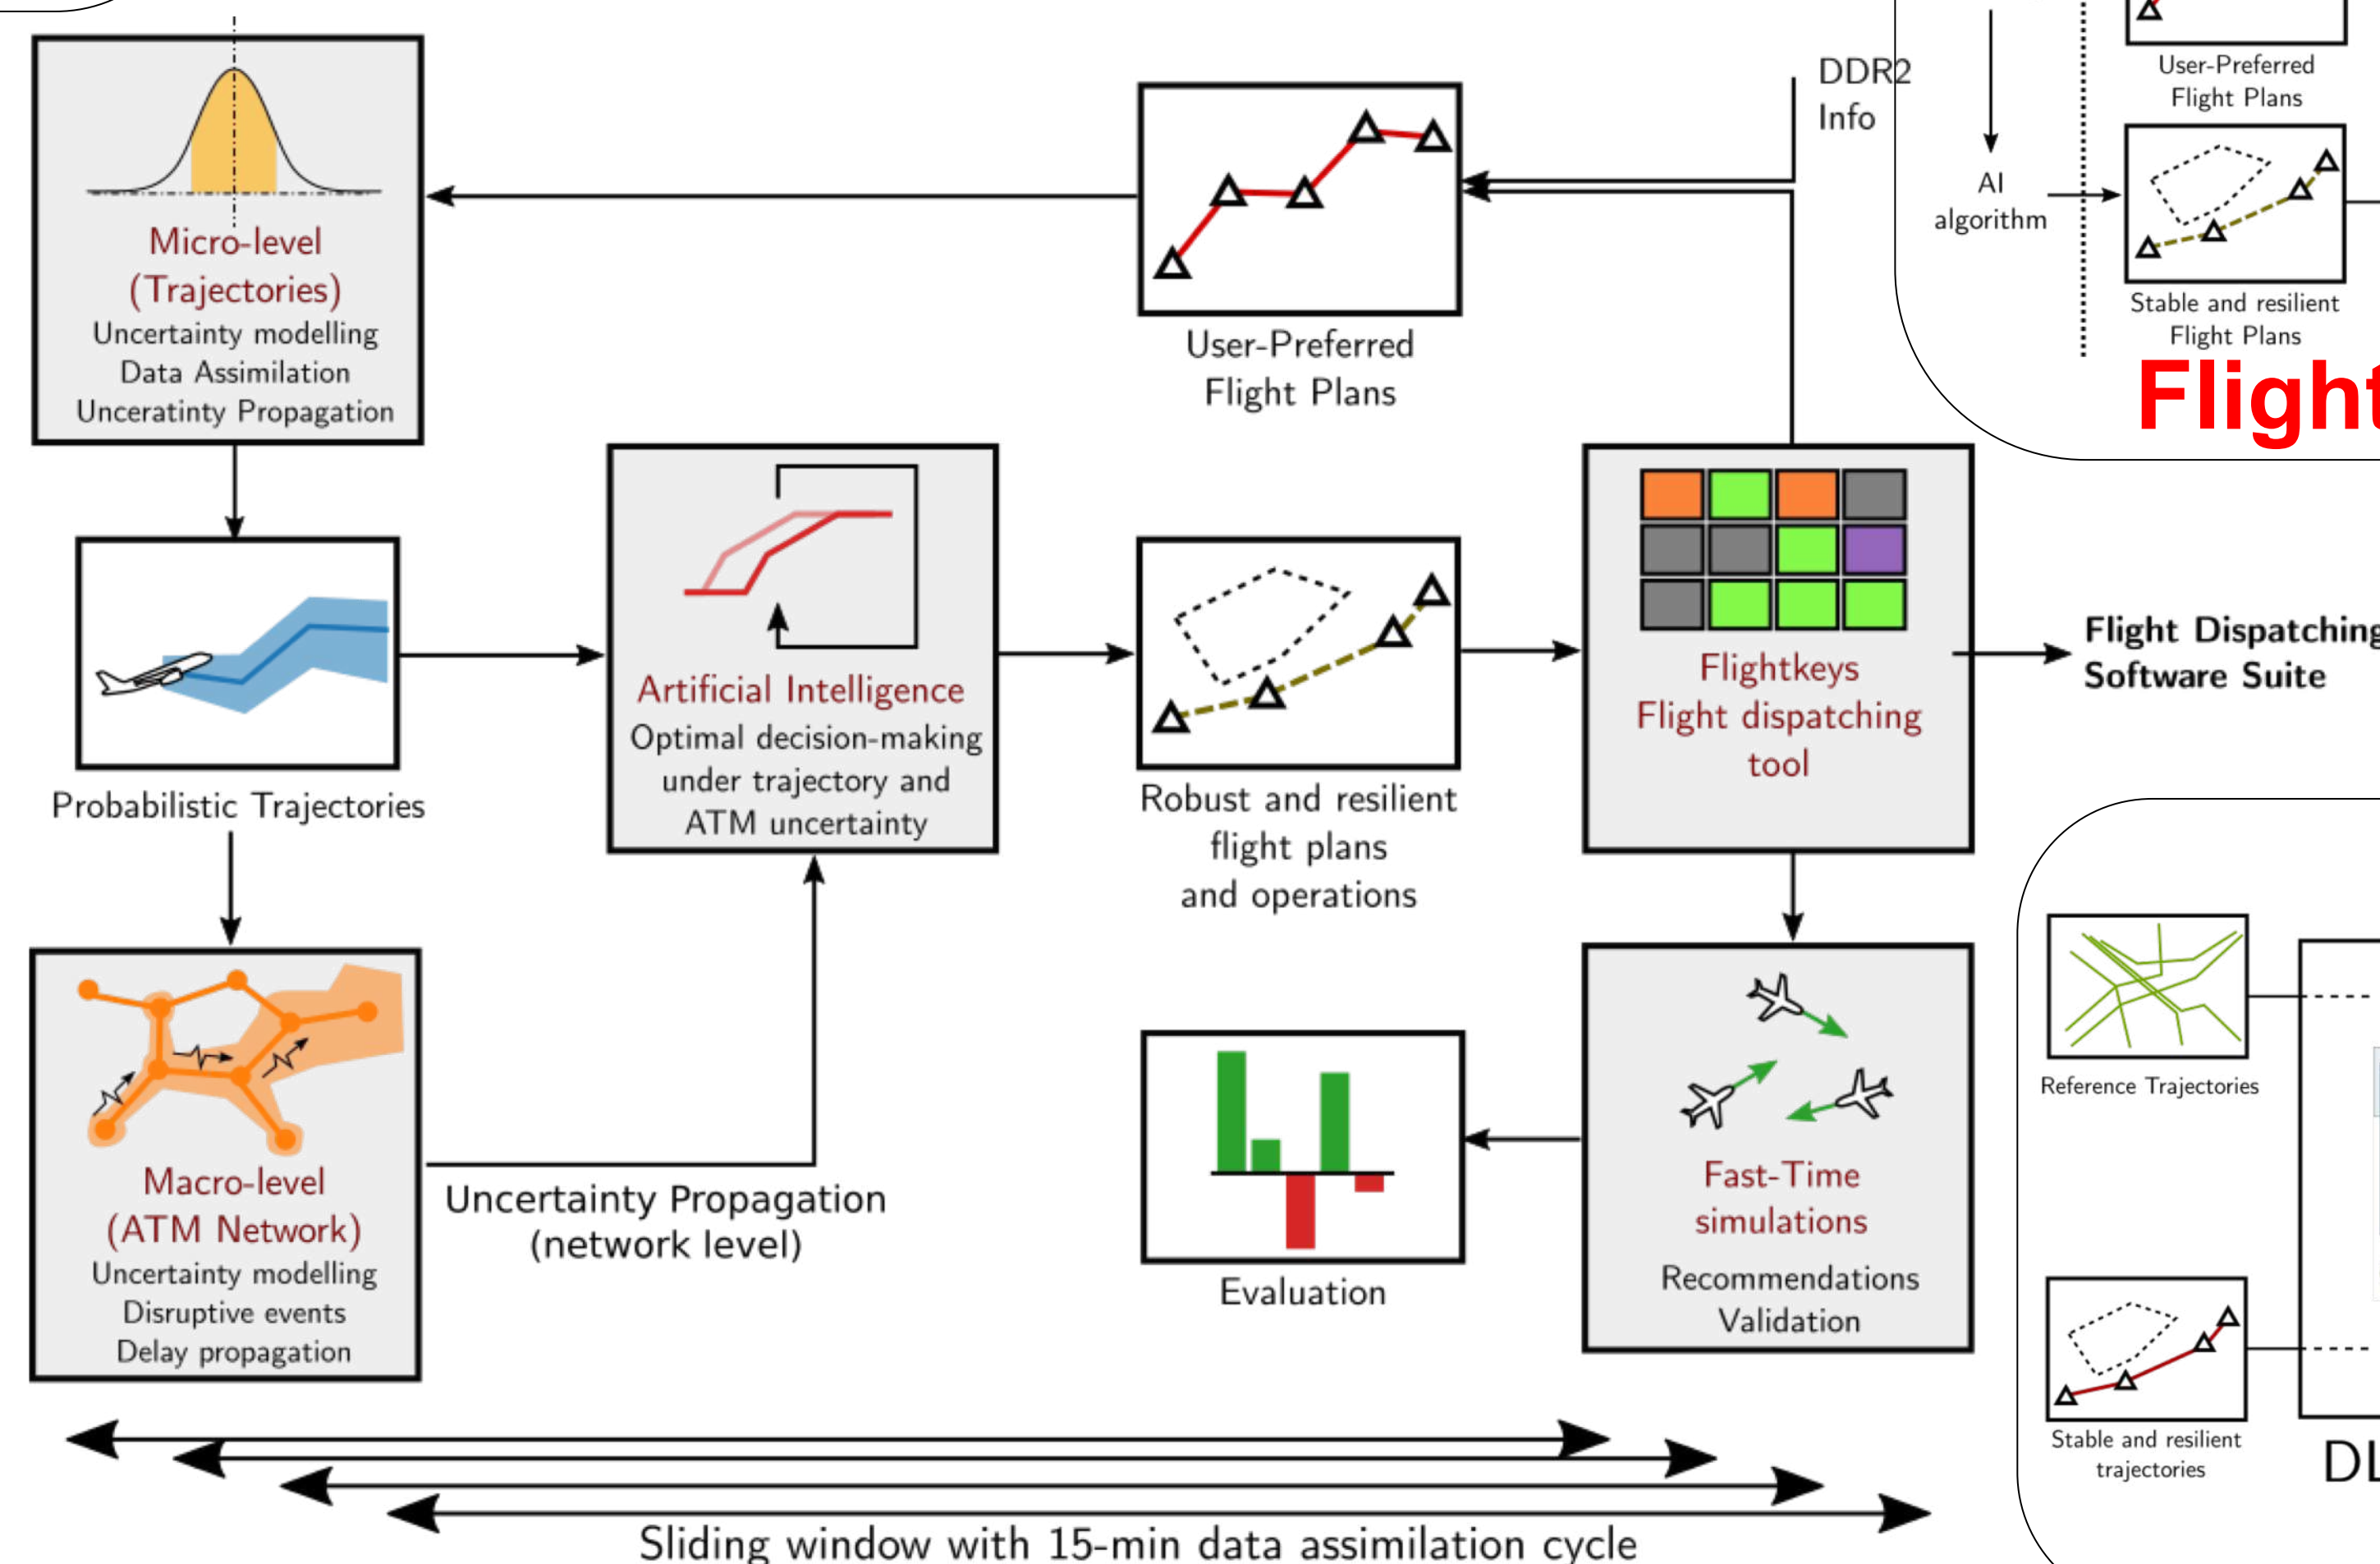 Micro-level
(Trajectories)
Uncertainty modelling
Data Assimilation
Unceratinty Propagation
User-Preferred
Flight Plans
DDR2
Info
User-Preferred
Flight Plans
AI
algorithm
Stable and resilient
Flight Plans
Flight
Probabilistic Trajectories
Artificial Intelligence
Optimal decision-making
under trajectory and
ATM uncertainty
Robust and resilient
flight plans
and operations
Flightkeys
Flight dispatching
tool
Flight Dispatching
Software Suite
Macro-level
(ATM Network)
Uncertainty modelling
Disruptive events
Delay propagation
Uncertainty Propagation
(network level)
Evaluation
Fast-Time
simulations
Recommendations
Validation
Reference Trajectories
Stable and resilient
trajectories
DL
Sliding window with 15-min data assimilation cycle